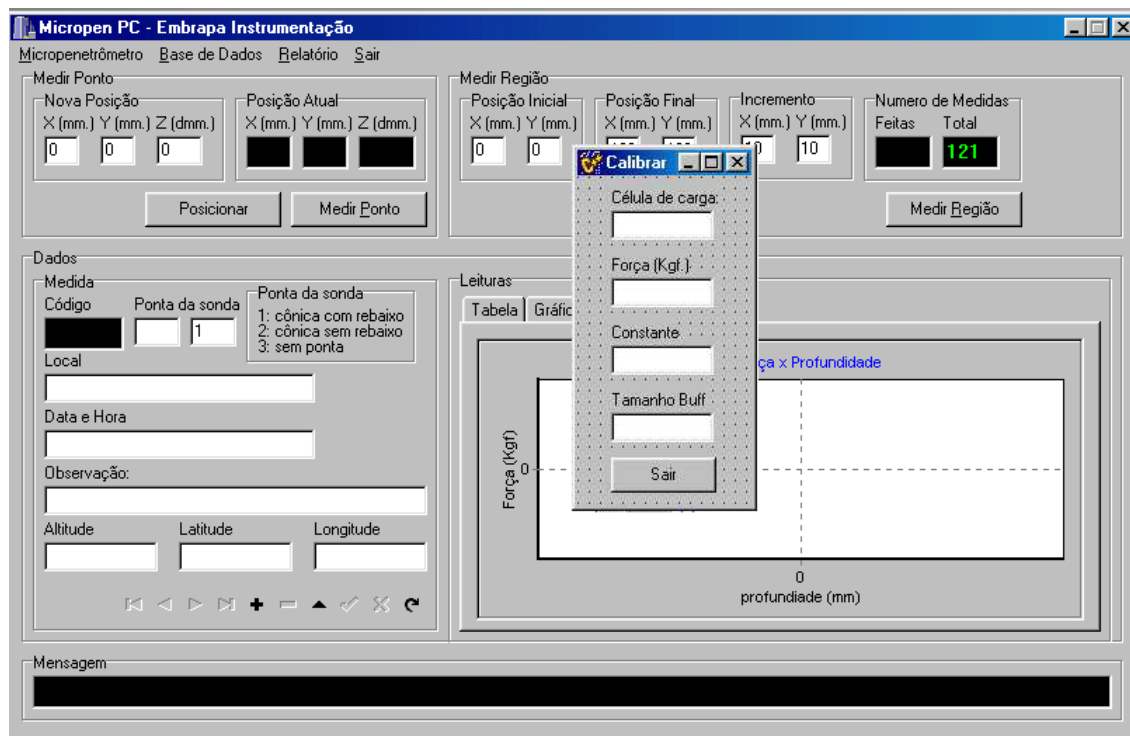 Micropen PC - Embrapa Instrumentação
Micropenetrômetro Base de Dados Relatório Sair
Medir Ponto
Nova Posição
X (mm.) Y (mm.) Z (dmm.)
0 0 0
Posição Atual
X (mm.) Y (mm.) Z (dmm.)
Posicionar
Medir Ponto
Medir Região
Posição Inicial
X (mm.) Y (mm.)
0 0
Posição Final
X (mm.) Y (mm.)
Incremento
X (mm.) Y (mm.)
10 10
Numero de Medidas
Feitas Total
121
Medir Região
Calibrar
Célula de carga:
Força (Kgf.)
Constante
Tamanho Buff
Sair
Dados
Medida
Código
Ponta da sonda
1
Ponta da sonda
1: cônica com rebaixo
2: cônica sem rebaixo
3: sem ponta
Local
Data e Hora
Observação:
Altitude Latitude Longitude
Leituras
Tabela
x Profundidade
Força (Kgf)
0
0
profundiade (mm)
Mensagem